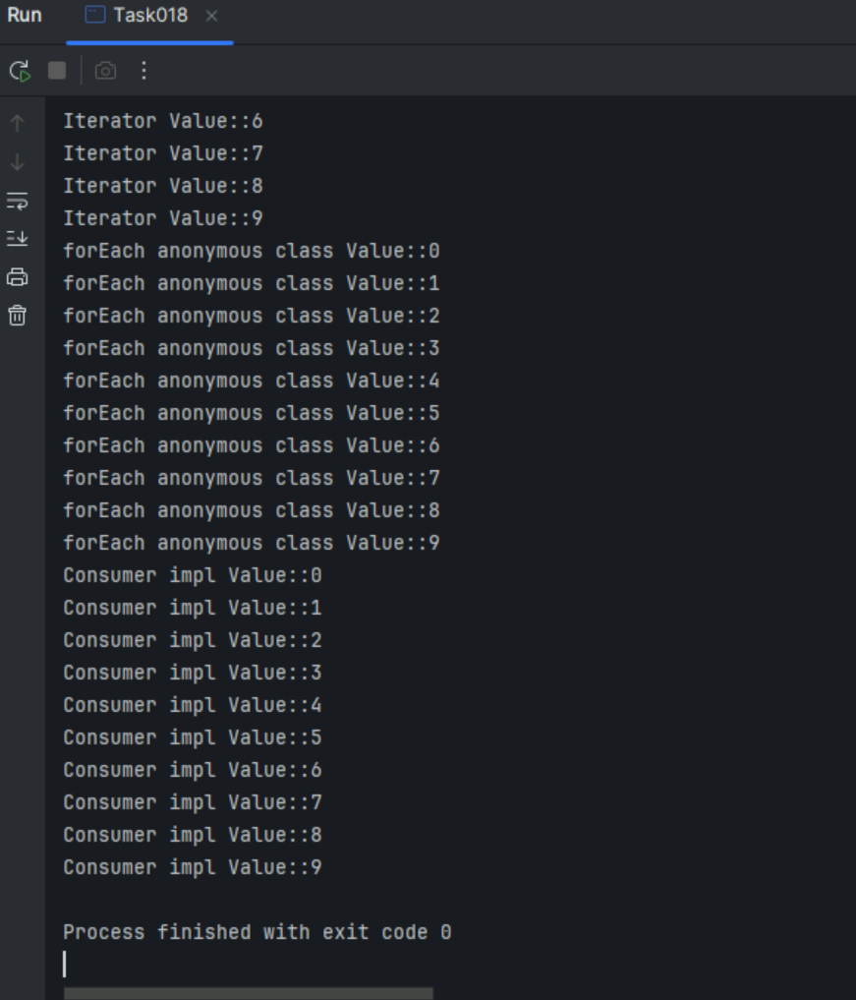 Run Task018
Iterator Value::6
Iterator Value::7
Iterator Value::8
Iterator Value::9
forEach anonymous class Value::0
forEach anonymous class Value::1
forEach anonymous class Value::2
forEach anonymous class Value::3
forEach anonymous class Value::4
forEach anonymous class Value::5
forEach anonymous class Value::6
forEach anonymous class Value::7
forEach anonymous class Value::8
forEach anonymous class Value::9
Consumer impl Value::0
Consumer impl Value::1
Consumer impl Value::2
Consumer impl Value::3
Consumer impl Value::4
Consumer impl Value::5
Consumer impl Value::6
Consumer impl Value::7
Consumer impl Value::8
Consumer impl Value::9
Process finished with exit code 0